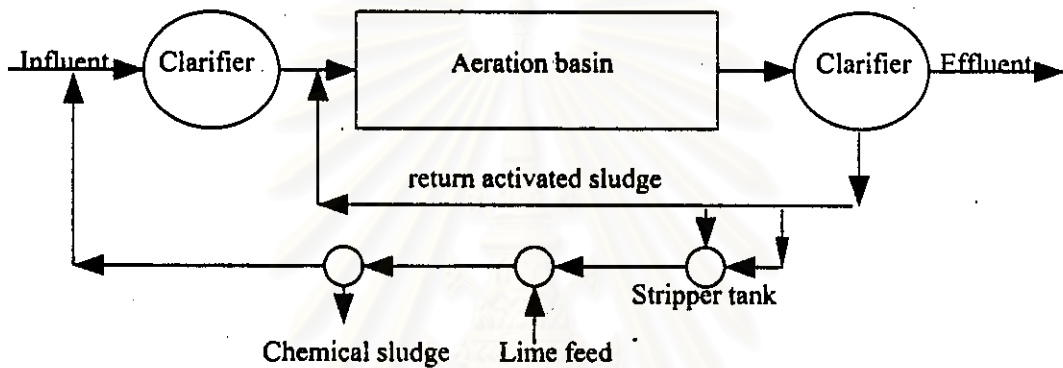 Influent
Clarifier
Aeration basin
Clarifier
Effluent
return activated sludge
Stripper tank
Chemical sludge
Lime feed